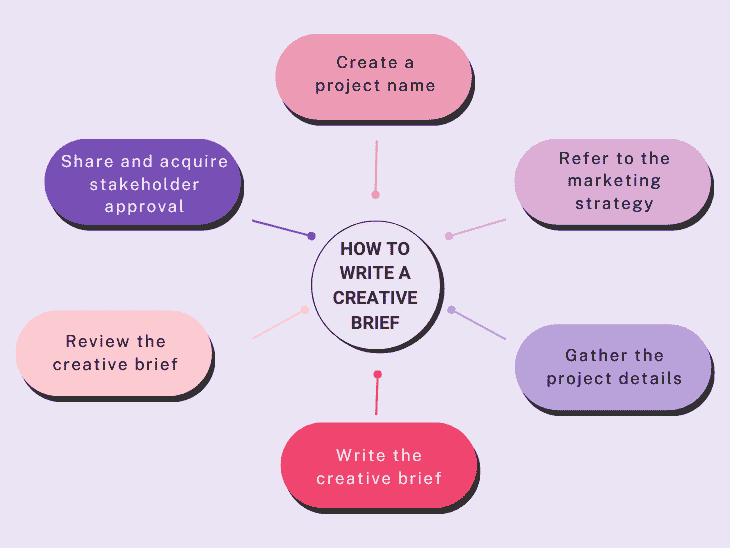 HOW TO
WRITE A
CREATIVE
BRIEF
Create a
project name
Refer to the
marketing
strategy
Gather the
project details
Write the
creative brief
Review the
creative brief
Share and acquire
stakeholder
approval